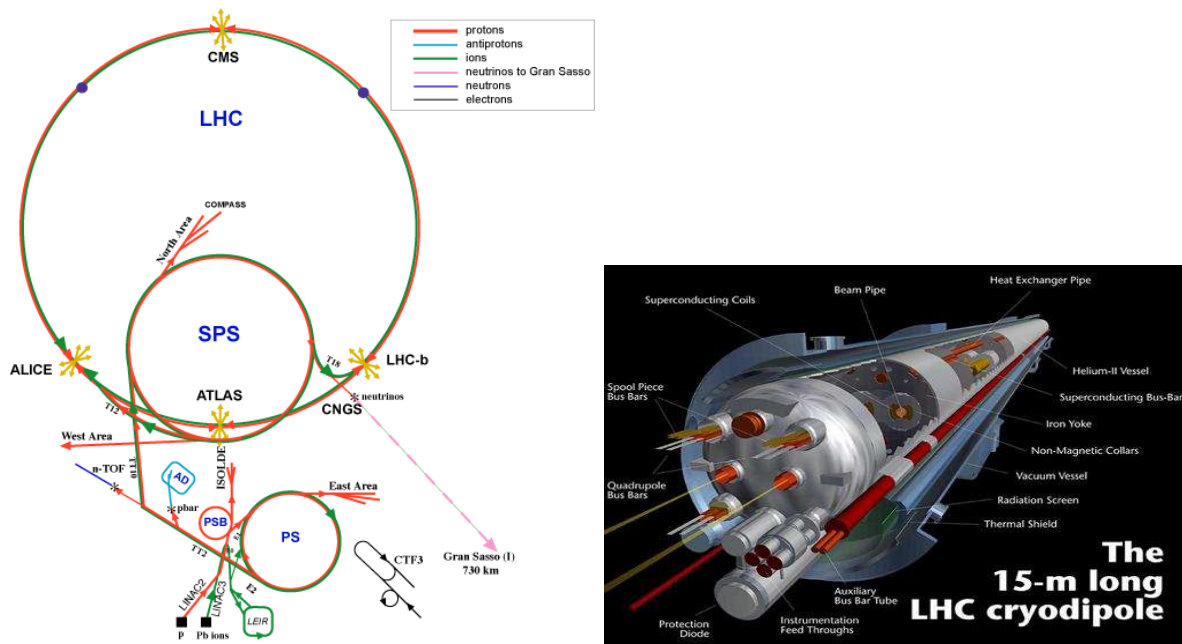 protons
antiprotons
ions
neutrinos to Gran Sasso
neutrons
electrons
CMS
LHC
COMPASS
North Area
SPS
ALICE
LHC-b
T18
ATLAS
neutrinos
CNGS
T12
West Area
TT10
ISOLDE
n-TOF
AD
pbar
East Area
PSB
PS
TT2
E2
LINAC2
LINAC3
LEIR
P
Pb ions
CTF3
Gran Sasso (I)
730 km
Superconducting Coils
Beam Pipe
Heat Exchanger Pipe
Spool Piece
Bus Bars
Helium-II Vessel
Superconducting Bus-Bar
Iron Yoke
Non-Magnetic Collars
Vacuum Vessel
Quadrupole
Bus Bars
Radiation Screen
Thermal Shield
The
15-m long
LHC cryodipole
Auxiliary
Bus Bar Tube
Protection
Diode
Instrumentation
Feed Throughs